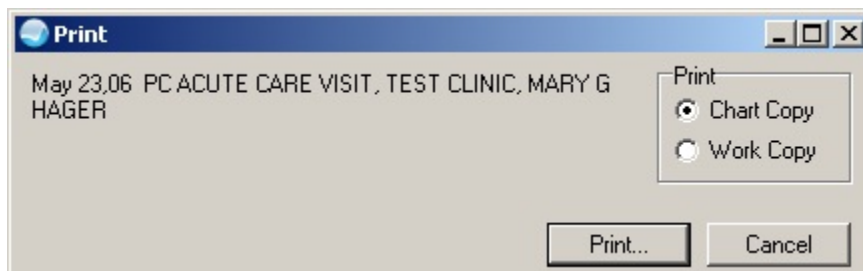 Print
May 23,06 PC ACUTE CARE VISIT, TEST CLINIC, MARY G
HAGER
Print
Chart Copy
Work Copy
Print...
Cancel